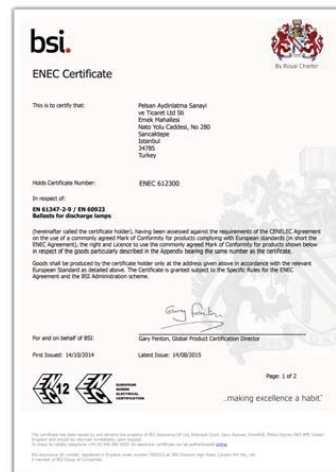 bsi.
By Royal Charter
ENEC Certificate
This is to certify that:
Pelsan Aydinlatma Sanayi
ve Ticaret Ltd Sti
Emek Mahallesi
Nato Yolu Caddesi, No 280
Sancaktepe
Istanbul
34785
Turkey
Holds Certificate Number:
ENEC 612300
In respect of:
EN 61347-2-9 / EN 60923
Ballasts for discharge lamps
(hereinafter called the certificate holder), having been assessed against the requirements of the CENELEC Agreement
on the use of a commonly agreed Mark of Conformity for products complying with European standards (in short the
ENEC Agreement), the right and Licence to use the commonly agreed Mark of Conformity for products shown below
in respect of the goods particularly described in the Appendix bearing the same number as the certificate.
Goods shall be produced by the certificate holder only at the address given above in accordance with the relevant
European Standard as detailed above. The Certificate is granted subject to the Specific Rules for the ENEC
Agreement and the BSI Administration scheme.
For and on behalf of BSI:
Gary Fenton, Global Product Certification Director
First Issued: 14/10/2014
Latest Issue: 14/08/2015
Page: 1 of 2
12
EUROPEAN
NORMS
ELECTRICAL
CERTIFICATION
...making excellence a habit.